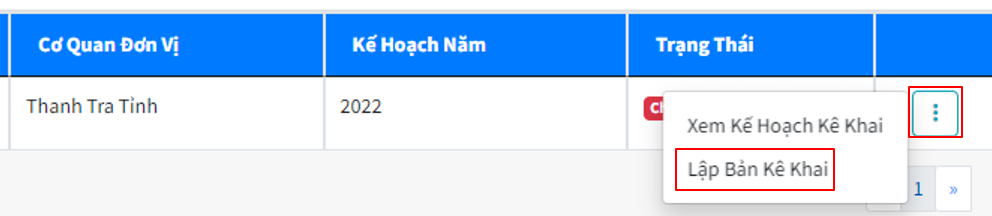 Cơ Quan Đơn Vị Kế Hoạch Năm Trạng Thái
Thanh Tra Tỉnh 2022
Xem Kế Hoạch Kê Khai
Lập Bản Kê Khai
1 »